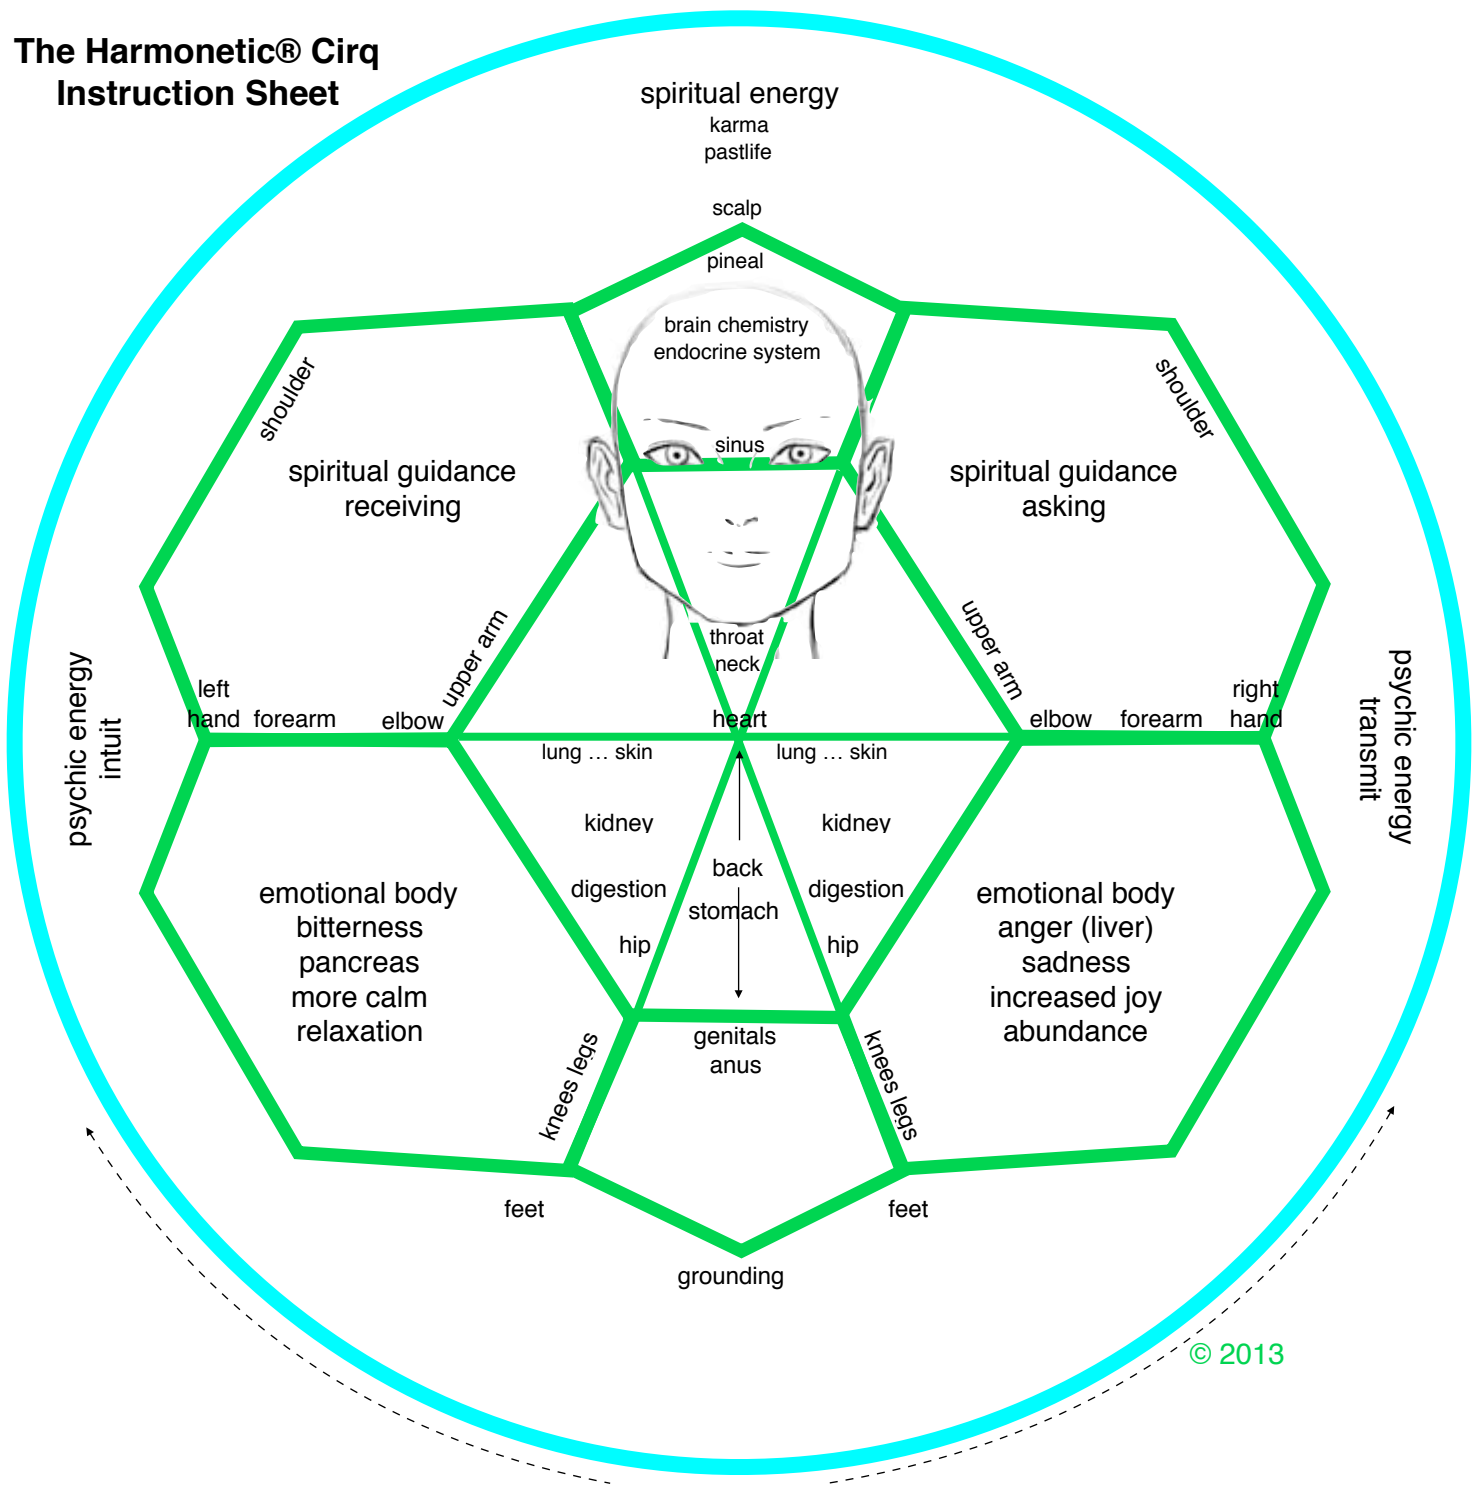 The Harmonetic® Cirq
Instruction Sheet
spiritual energy
karma
pastlife
scalp
pineal
brain chemistry
endocrine system
sinus
shoulder
shoulder
spiritual guidance
receiving
spiritual guidance
asking
upper arm
upper arm
throat
neck
psychic energy
intuit
psychic energy
transmit
left
hand forearm elbow
heart
elbow forearm
right
hand
lung ... skin
lung ... skin
kidney
kidney
back
digestion
digestion
stomach
hip
hip
emotional body
bitterness
pancreas
more calm
relaxation
emotional body
anger (liver)
sadness
increased joy
abundance
genitals
anus
knees legs
knees legs
feet
feet
grounding
© 2013